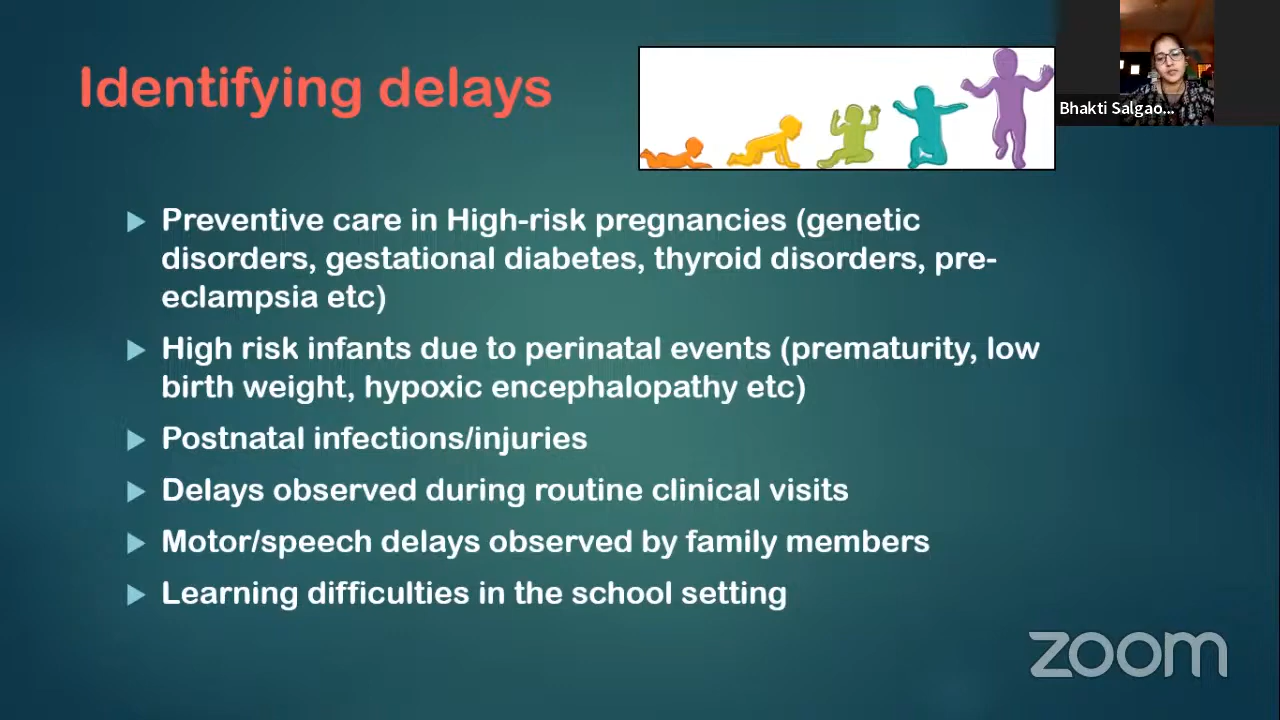 Identifying delays
Bhakti Salgao...
Preventive care in High-risk pregnancies (genetic
disorders, gestational diabetes, thyroid disorders, pre-
eclampsia etc)
High risk infants due to perinatal events (prematurity, low
birth weight, hypoxic encephalopathy etc)
Postnatal infections/injuries
Delays observed during routine clinical visits
Motor/speech delays observed by family members
Learning difficulties in the school setting
zoom